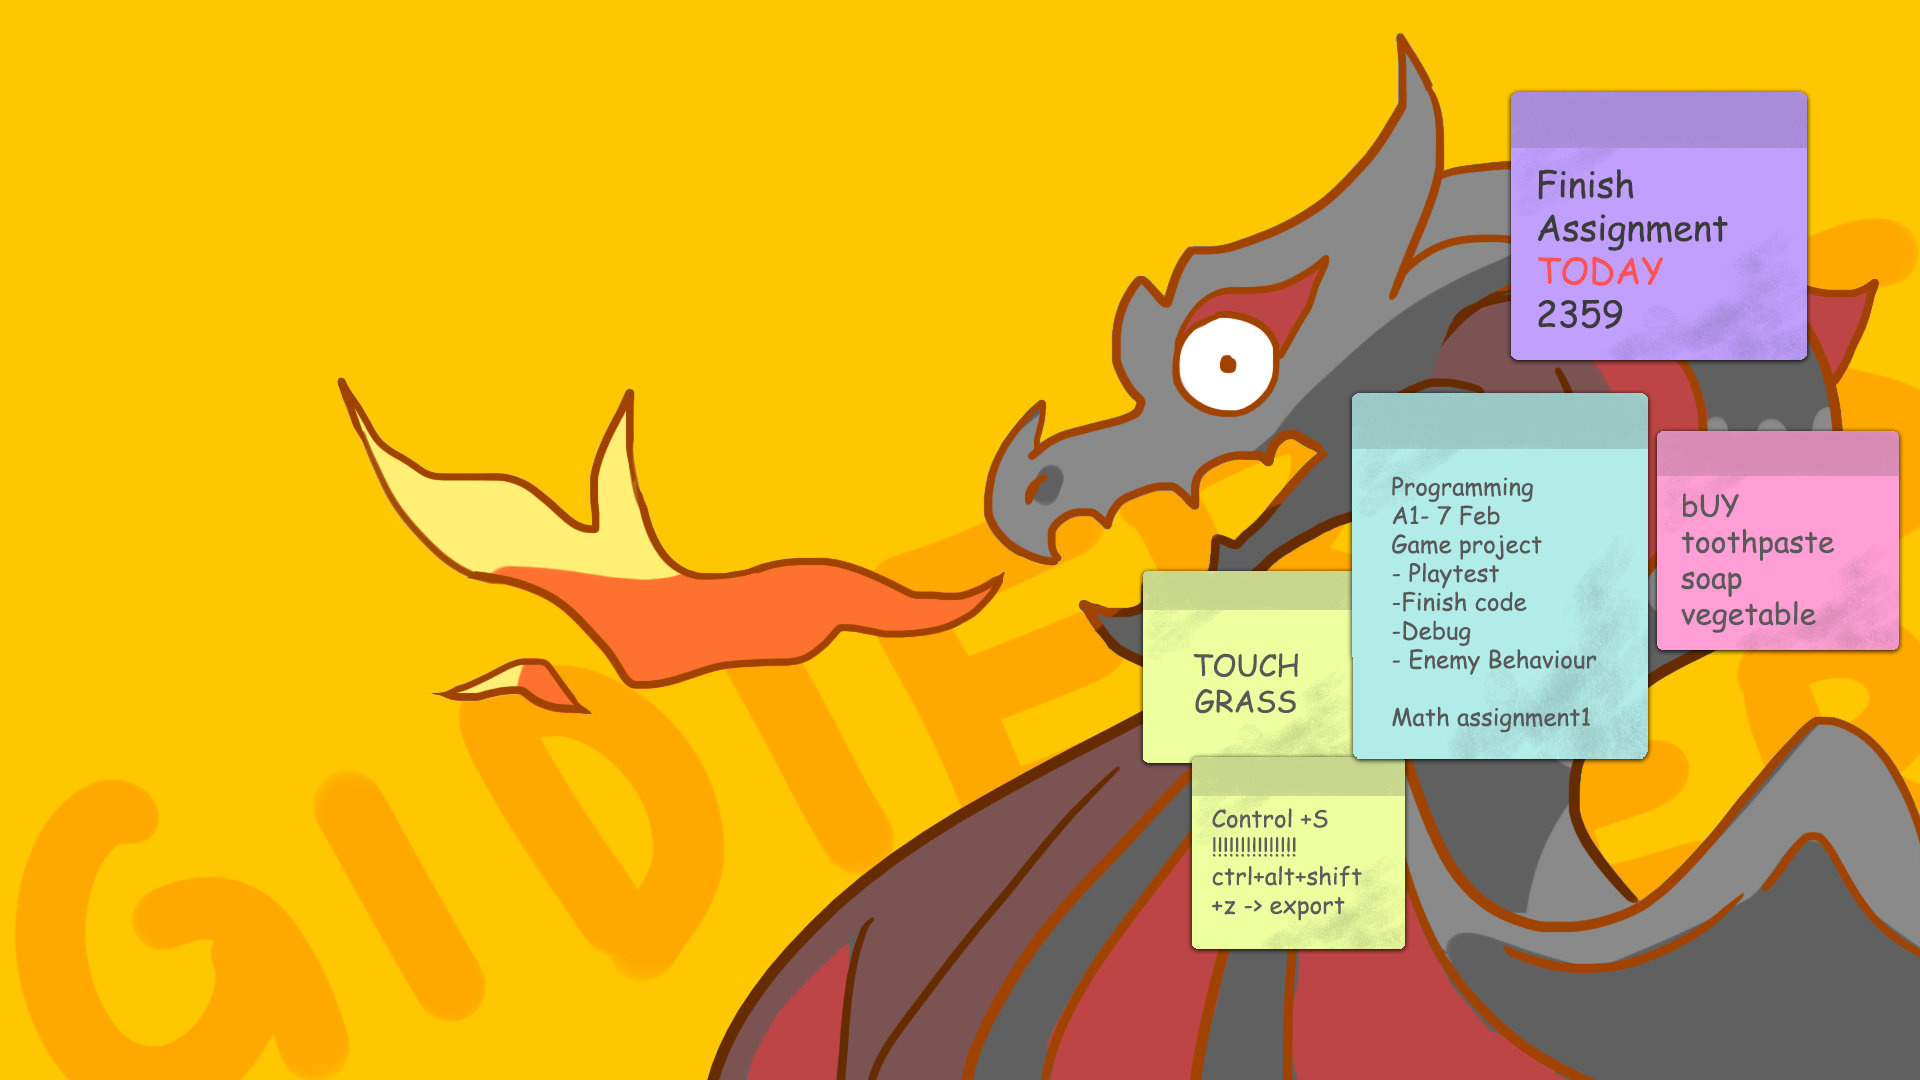 Finish
Assignment
TODAY
2359
Programming
A1- 7 Feb
Game project
- Playtest
-Finish code
-Debug
- Enemy Behaviour
Math assignment1
bUY
toothpaste
soap
vegetable
TOUCH
GRASS
Control +S
!!!!!!!!!!!!!!!
ctrl+alt+shift
+z -> export